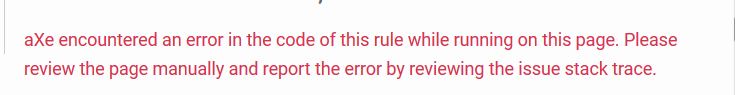 aXe encountered an error in the code of this rule while running on this page. Please
review the page manually and report the error by reviewing the issue stack trace.